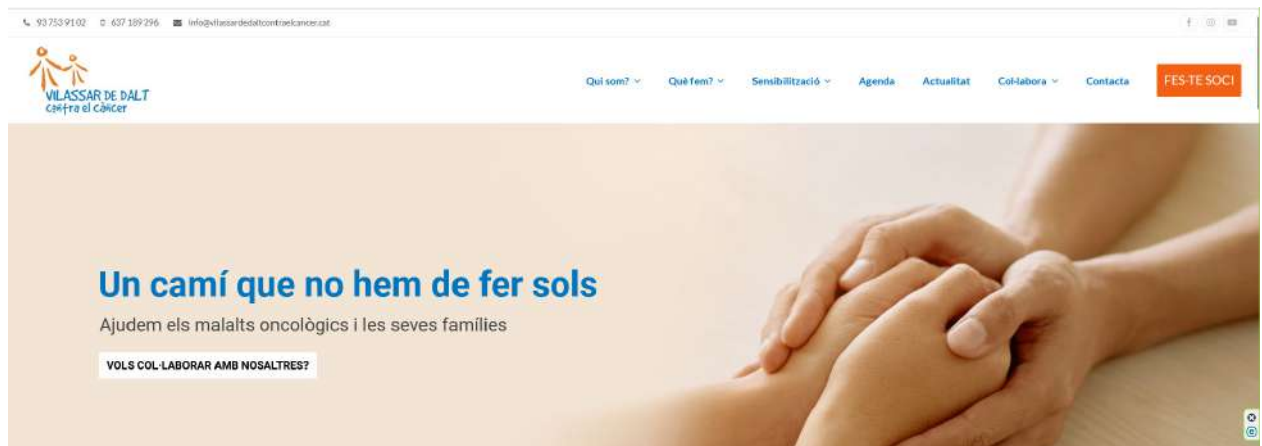 93 753 91 02 637 189 296 info@vilassardedaltcontraelcancer.cat
VILASSAR DE DALT
contra el càncer
Qui som? Què fem? Sensibilització Agenda Actualitat Col·labora Contacta FES-TE SOCI
Un camí que no hem de fer sols
Ajudem els malalts oncològics i les seves famílies
VOLS COL·LABORAR AMB NOSALTRES?